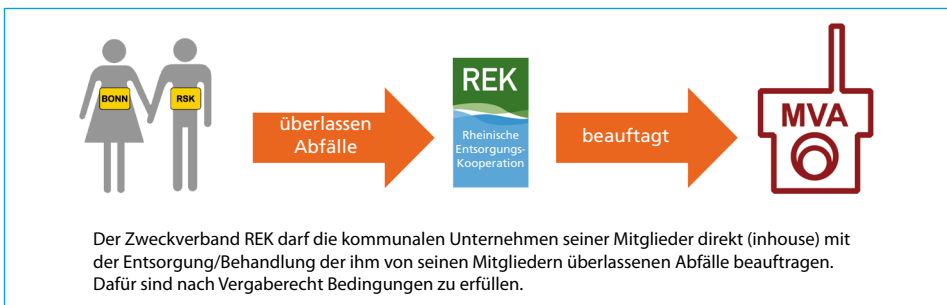 BONN
RSK
überlassen
Abfälle
REK
Rheinische
Entsorgungs-
Kooperation
beauftagt
MVA
Der Zweckverband REK darf die kommunalen Unternehmen seiner Mitglieder direkt (inhouse) mit
der Entsorgung/Behandlung der ihm von seinen Mitgliedern überlassenen Abfälle beauftragen.
Dafür sind nach Vergaberecht Bedingungen zu erfüllen.